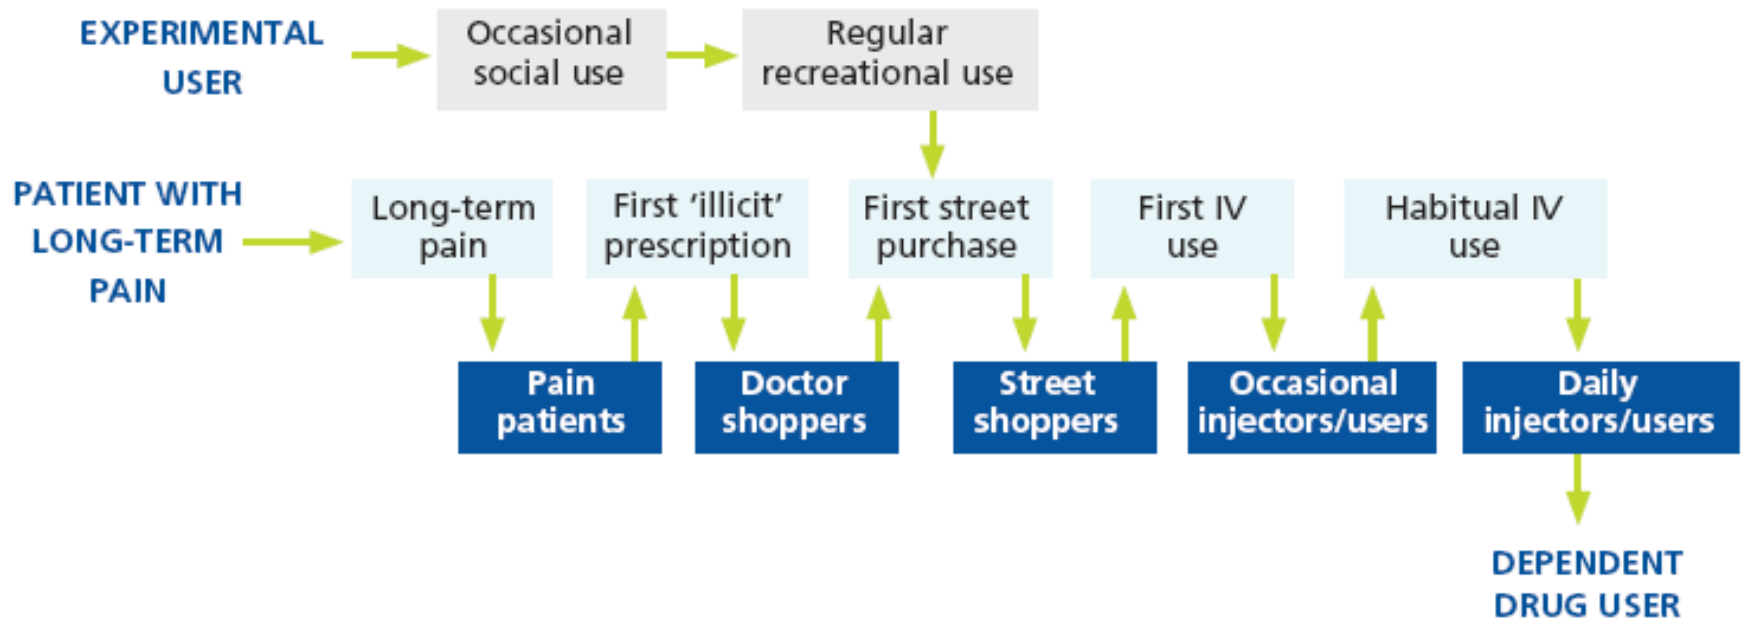 EXPERIMENTAL
USER
Occasional
social use
Regular
recreational use
PATIENT WITH
LONG-TERM
PAIN
Long-term
pain
First ‘illicit’
prescription
First street
purchase
First IV
use
Habitual IV
use
Pain
patients
Doctor
shoppers
Street
shoppers
Occasional
injectors/users
Daily
injectors/users
DEPENDENT
DRUG USER